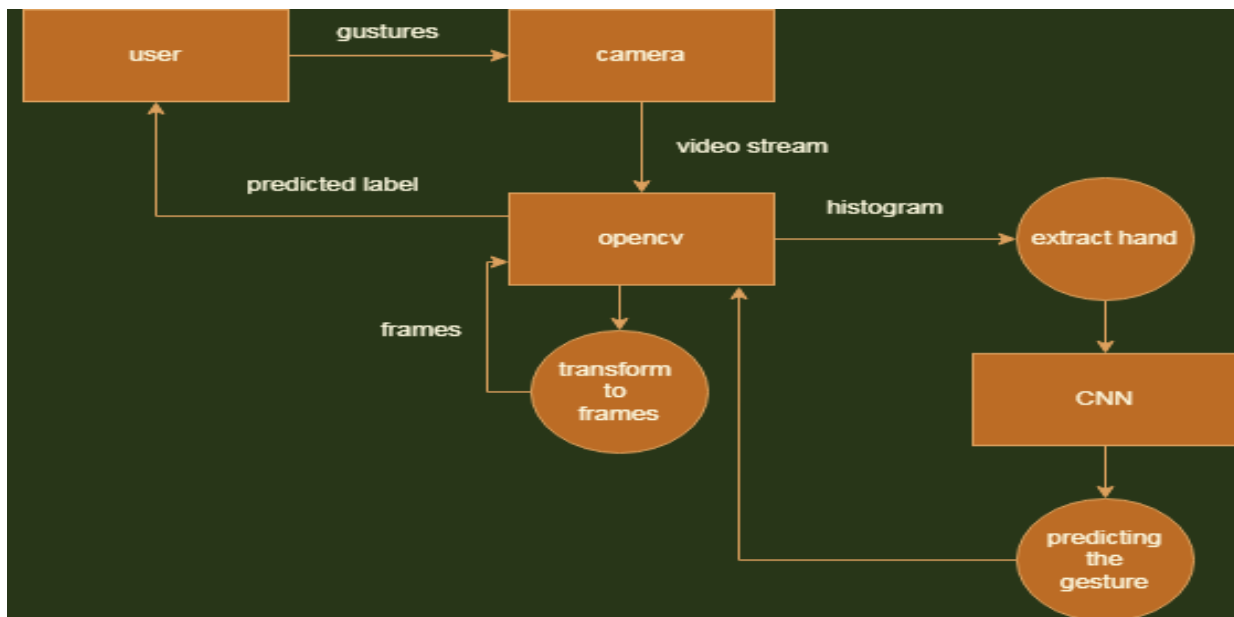 gustures
user
camera
video stream
predicted label
histogram
opencv
extract hand
frames
transform
to
frames
CNN
predicting
the
gesture